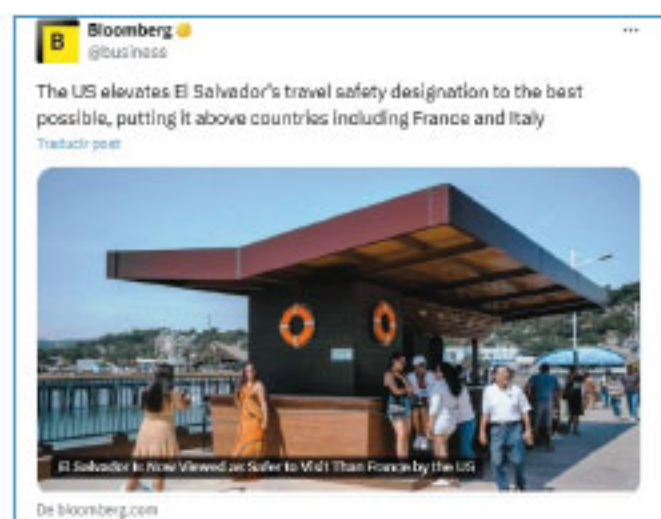 B
Bloomberg
@business
The US elevates El Salvador's travel safety designation to the best
possible, putting it above countries including France and Italy
Traducir post
El Salvador Is Now Viewed as Safer to Visit Than France by the US
De bloomberg.com